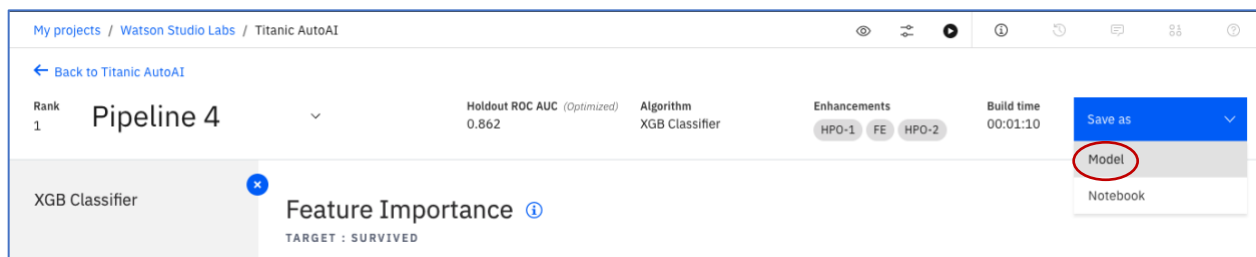 My projects / Watson Studio Labs / Titanic AutoAI
← Back to Titanic AutoAI
Rank
1
Pipeline 4
Holdout ROC AUC (Optimized)
0.862
Algorithm
XGB Classifier
Enhancements
HPO-1 FE HPO-2
Build time
00:01:10
Save as
Model
Notebook
XGB Classifier
Feature Importance
TARGET : SURVIVED